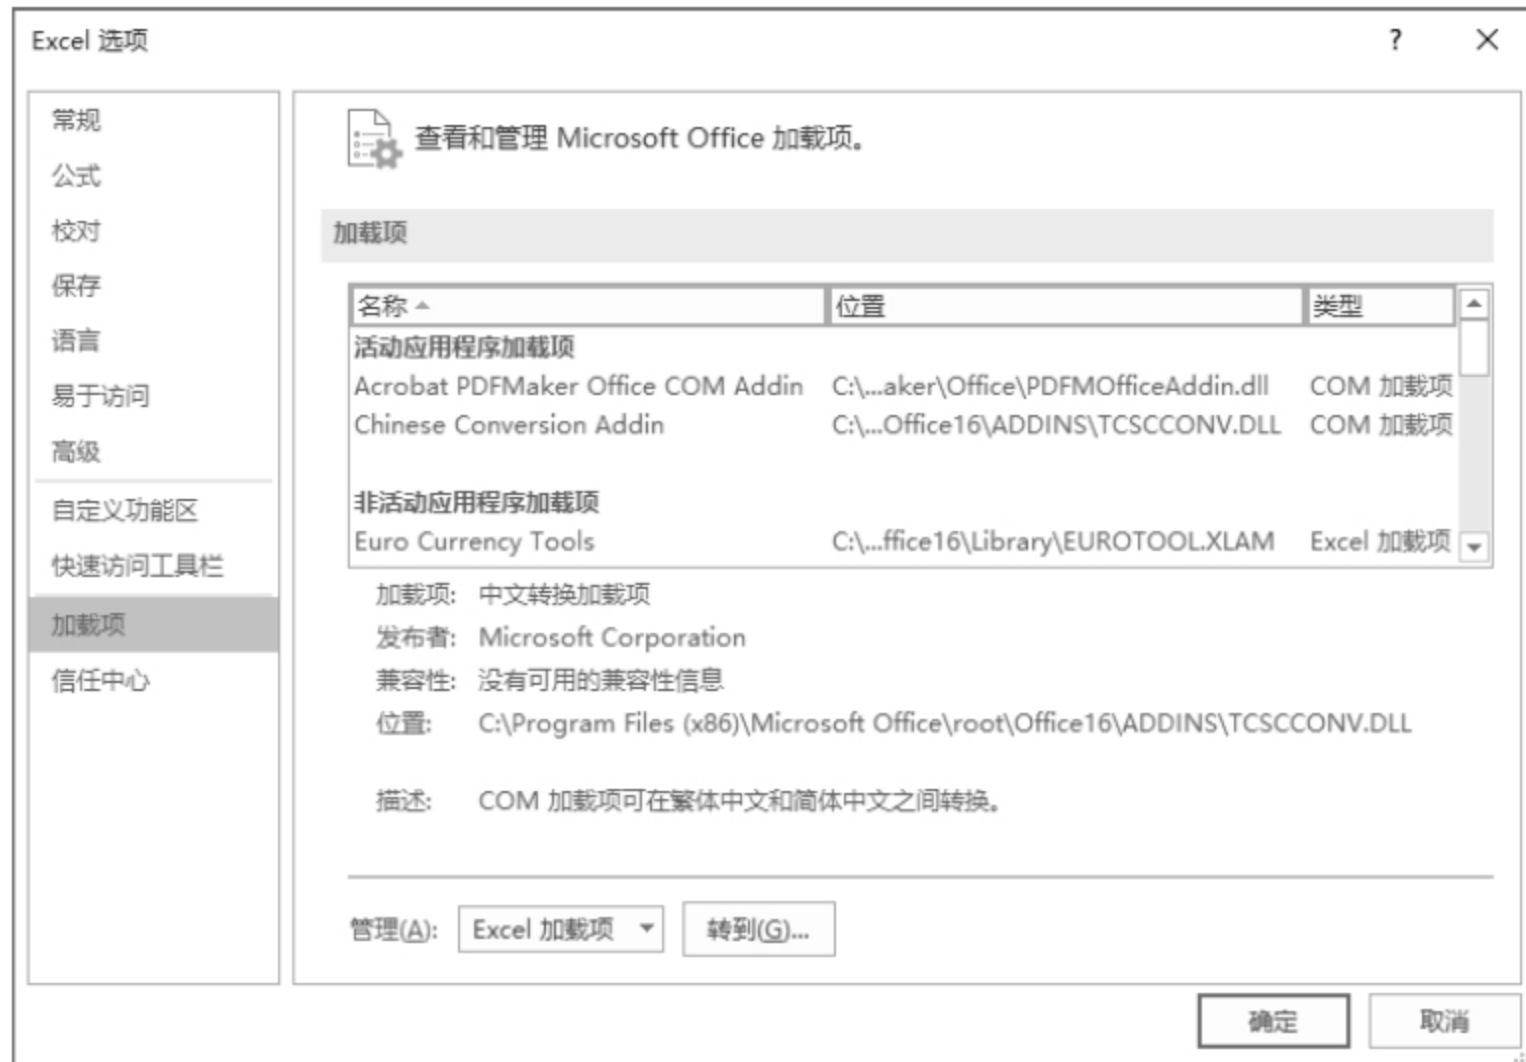 Excel 选项
?
常规
公式
校对
保存
语言
易于访问
高级
自定义功能区
快速访问工具栏
加载项
信任中心
查看和管理 Microsoft Office 加载项。
加载项
名称 位置 类型
活动应用程序加载项
Acrobat PDFMaker Office COM Addin C:\...aker\Office\PDFMOfficeAddin.dll COM 加载项
Chinese Conversion Addin C:\...Office16\ADDINS\TCSCCONV.DLL COM 加载项
非活动应用程序加载项
Euro Currency Tools C:\...ffice16\Library\EUROTOOL.XLAM Excel 加载项
加载项: 中文转换加载项
发布者: Microsoft Corporation
兼容性: 没有可用的兼容性信息
位置: C:\Program Files (x86)\Microsoft Office\root\Office16\ADDINS\TCSCCONV.DLL
描述: COM 加载项可在繁体中文和简体中文之间转换。
管理(A): Excel 加载项 转到(G)...
确定 取消